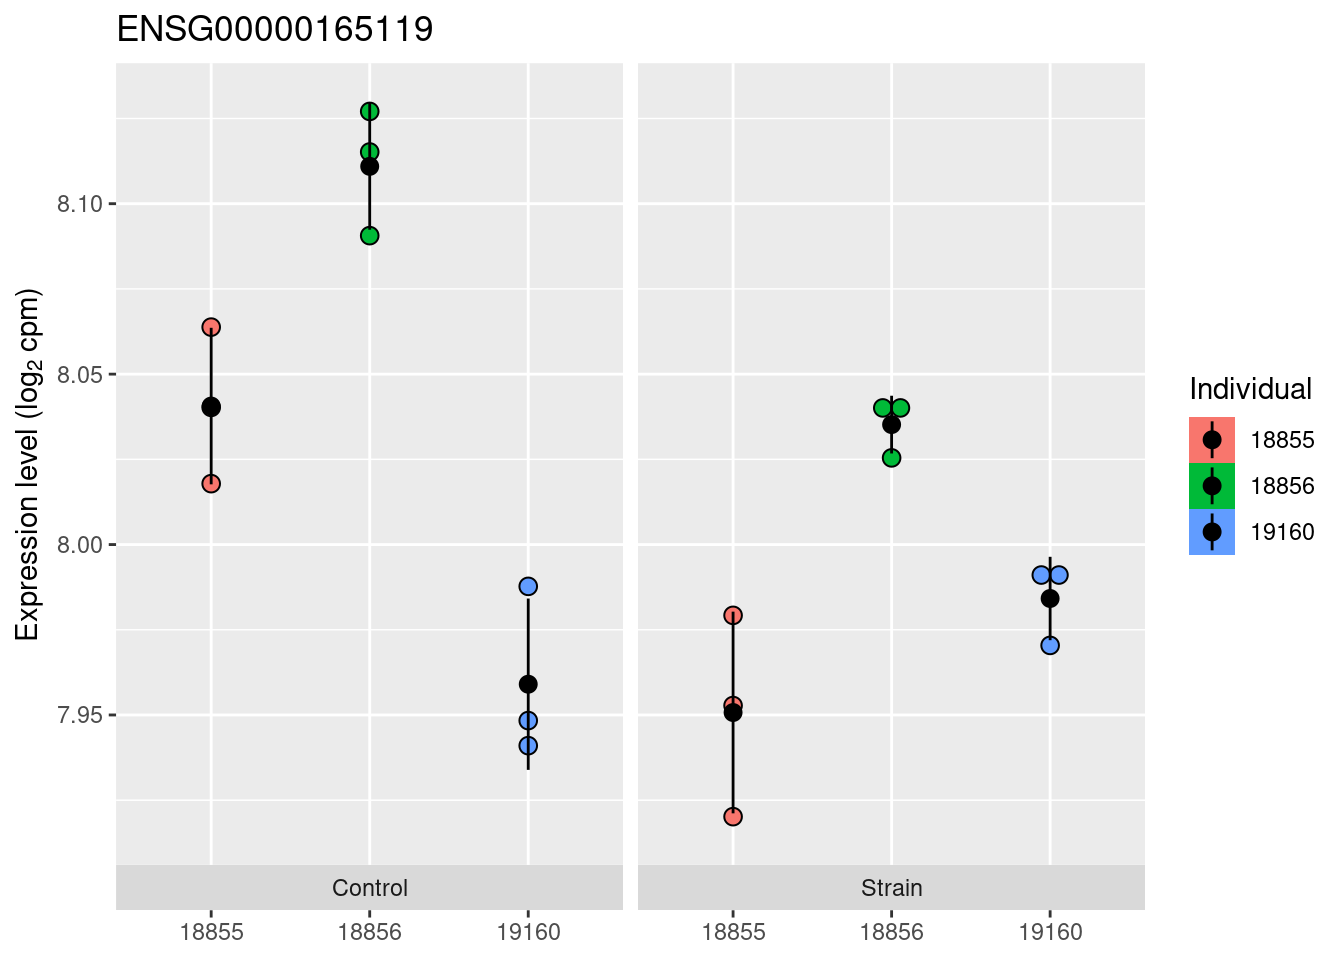 ENSG00000165119
Expression level (log2 cpm)
8.10
8.05
8.00
7.95
Control
Strain
18855
18856
19160
18855
18856
19160
Individual
18855
18856
19160